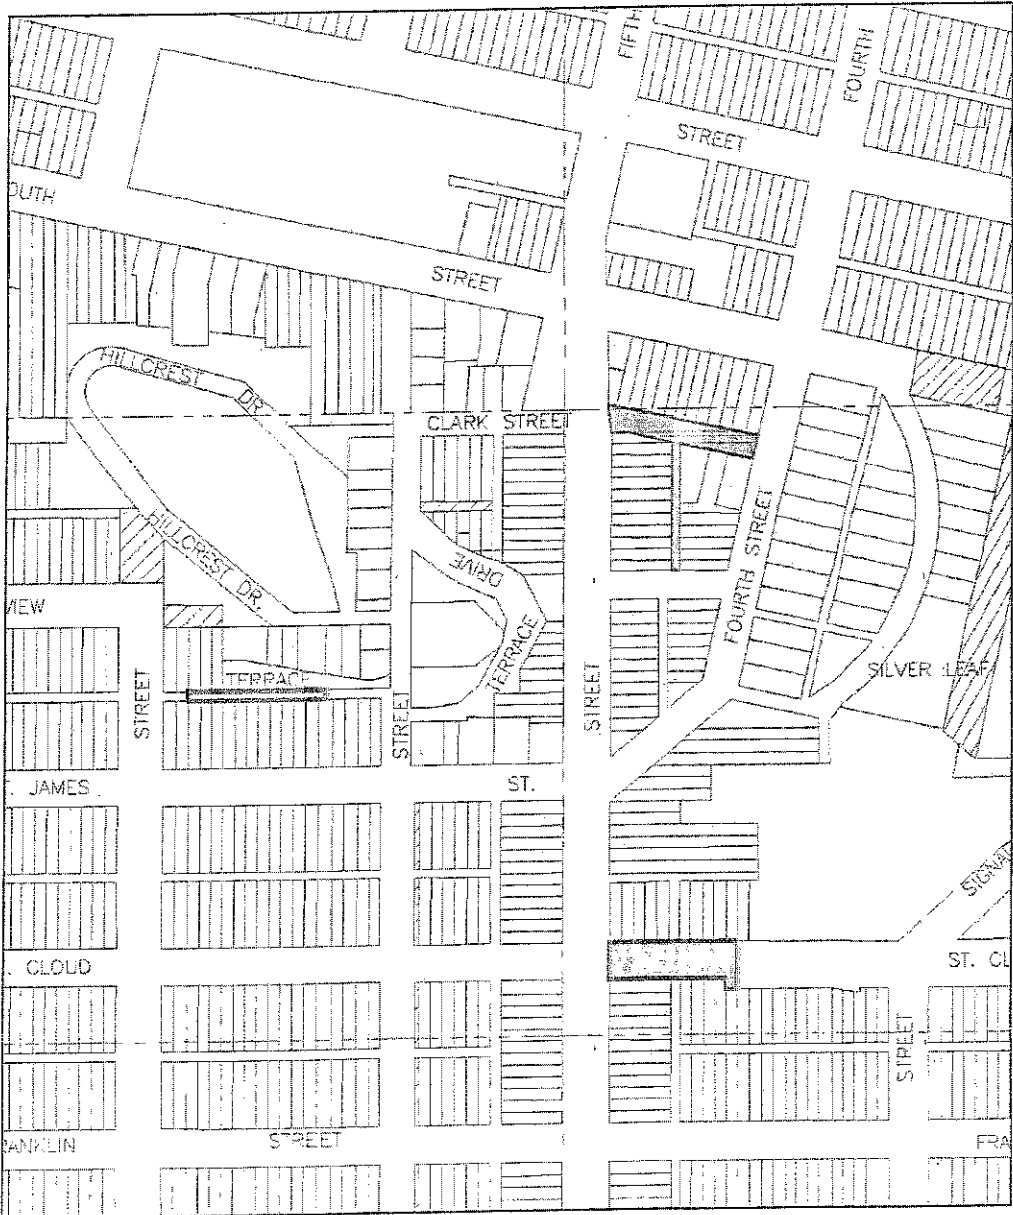 FIFTH
FOURTH
STREET
OUTH
STREET
HILLCREST
DR.
CLARK STREET
HILLCREST DR.
DRIVE
TERRACE
FOURTH STREET
VIEW
SILVER LEAF
TERRACE
STREET
STREET
STREET
. JAMES
ST.
SIGNA
. CLOUD
ST. CL
STREET
RANKLIN
STREET
FRA